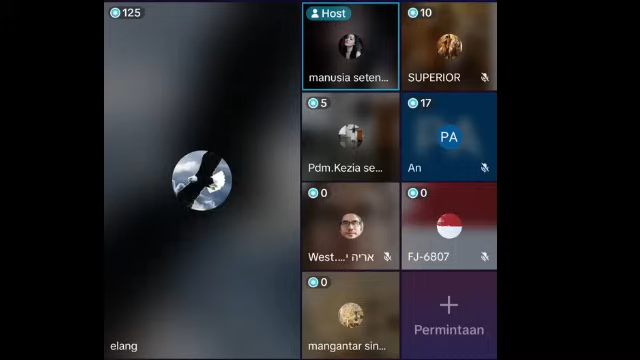 125
Host
manusia seten...
10
SUPERIOR
5
Pdm.Kezia se...
17
PA
An
0
West....אריה י
0
FJ-6807
0
mangantar sin...
Permintaan
elang